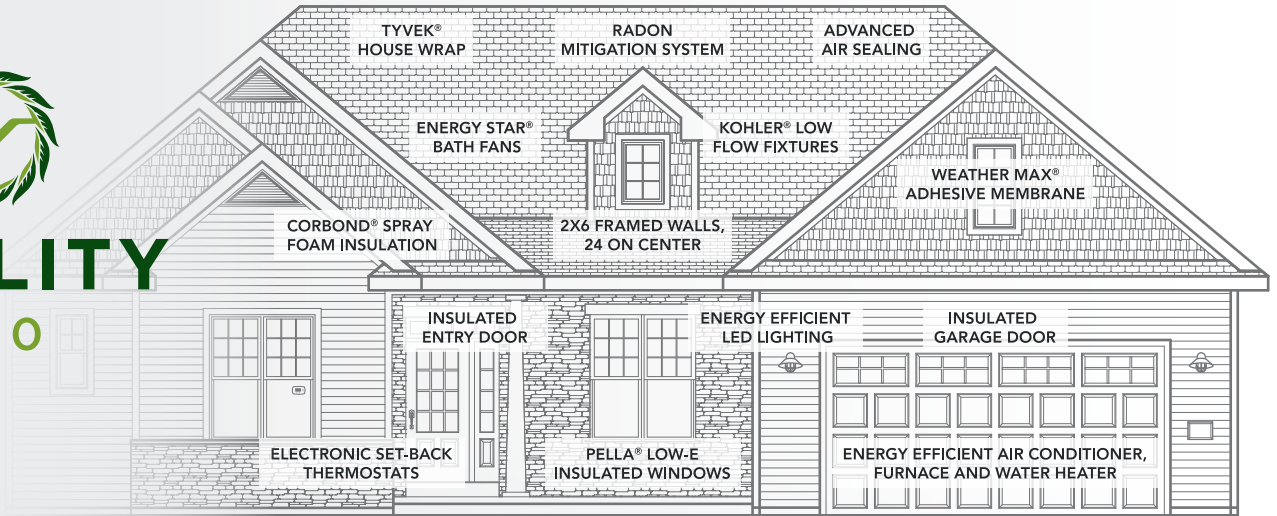 TYVEK®
HOUSE WRAP
RADON
MITIGATION SYSTEM
ADVANCED
AIR SEALING
ENERGY STAR®
BATH FANS
KOHLER® LOW
FLOW FIXTURES
WEATHER MAX®
ADHESIVE MEMBRANE
CORBOND® SPRAY
FOAM INSULATION
2X6 FRAMED WALLS,
24 ON CENTER
LITY
O
INSULATED
ENTRY DOOR
ENERGY EFFICIENT
LED LIGHTING
INSULATED
GARAGE DOOR
ELECTRONIC SET-BACK
THERMOSTATS
PELLA® LOW-E
INSULATED WINDOWS
ENERGY EFFICIENT AIR CONDITIONER,
FURNACE AND WATER HEATER